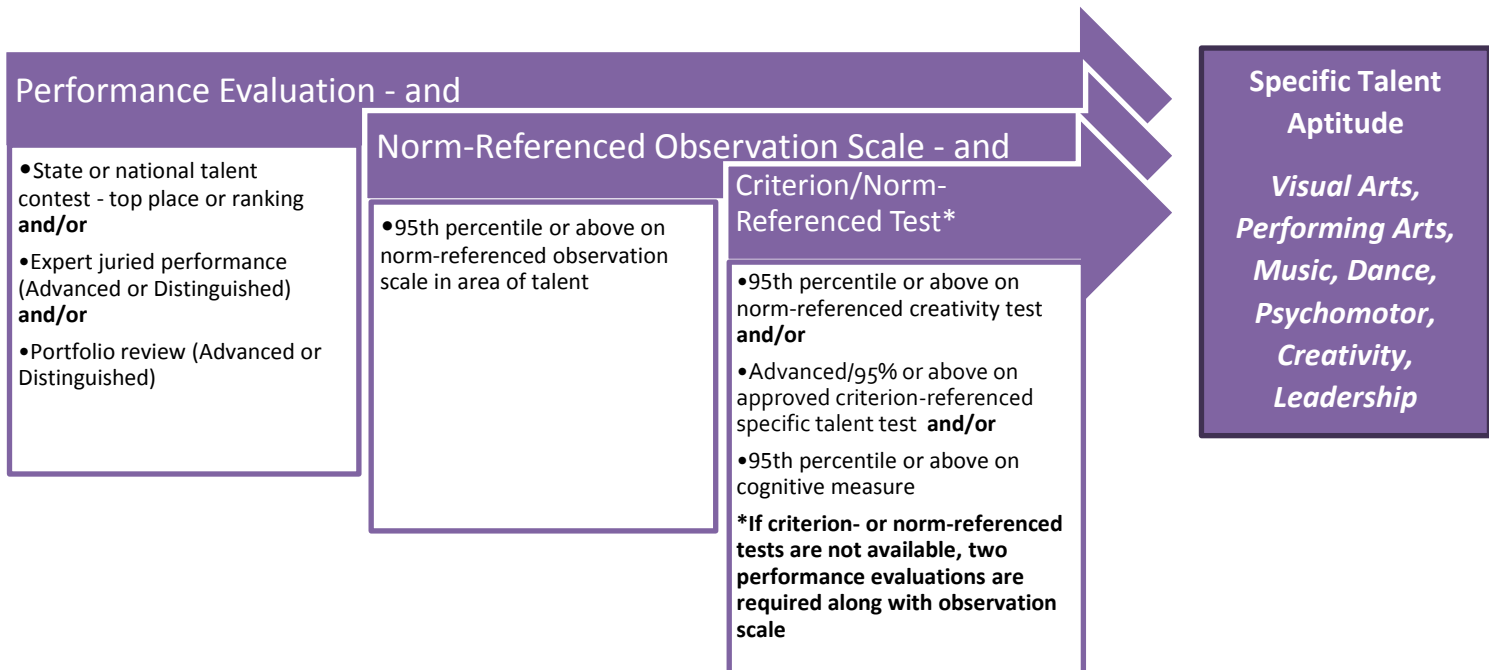 Performance Evaluation - and
•State or national talent
contest - top place or ranking
and/or
•Expert juried performance
(Advanced or Distinguished)
and/or
•Portfolio review (Advanced or
Distinguished)
Norm-Referenced Observation Scale - and
•95th percentile or above on
norm-referenced observation
scale in area of talent
Criterion/Norm-
Referenced Test*
•95th percentile or above on
norm-referenced creativity test
and/or
•Advanced/95% or above on
approved criterion-referenced
specific talent test and/or
•95th percentile or above on
cognitive measure
*If criterion- or norm-referenced
tests are not available, two
performance evaluations are
required along with observation
scale
Specific Talent
Aptitude
Visual Arts,
Performing Arts,
Music, Dance,
Psychomotor,
Creativity,
Leadership